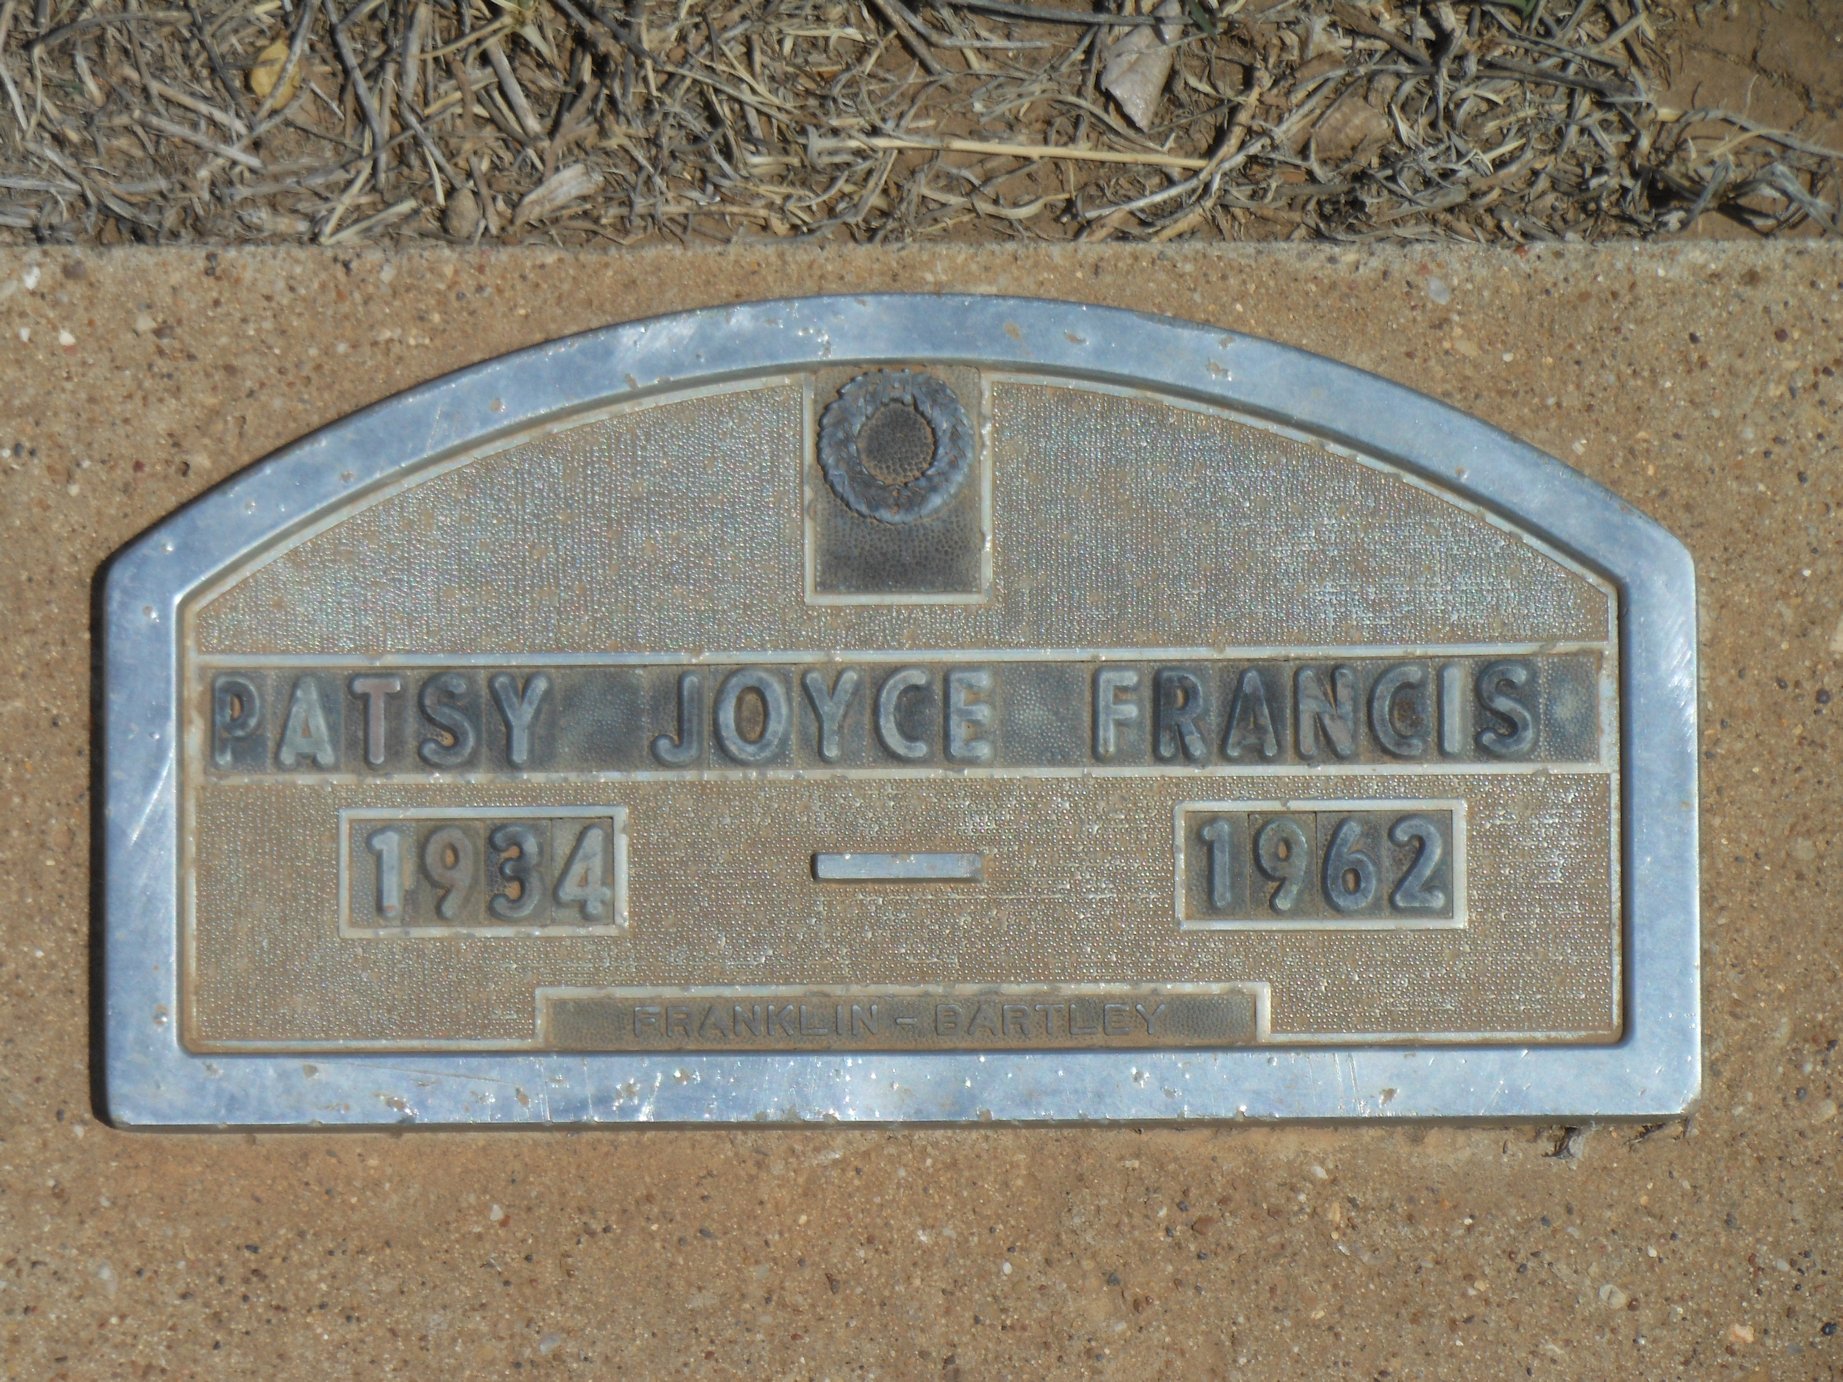 PATSY JOYCE FRANCIS
1934 — 1962
FRANKLIN - BARTLEY